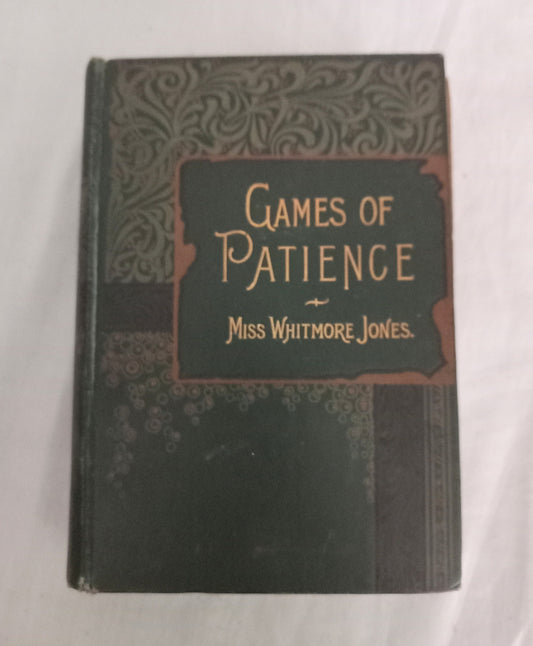 GAMES OF
PATIENCE
MISS WHITMORE JONES.